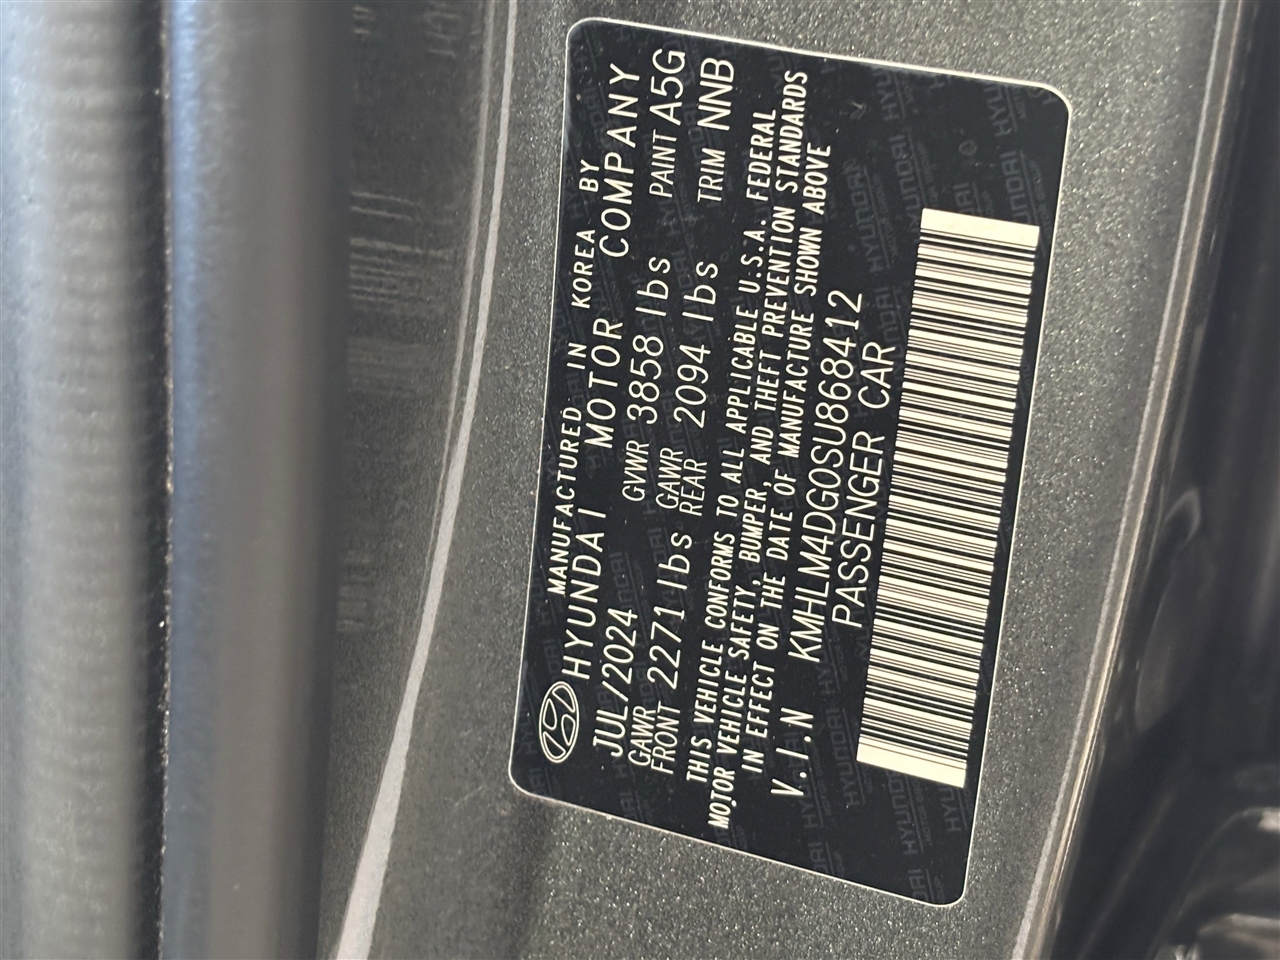 MANUFACTURED IN KOREA BY
HYUNDAI MOTOR COMPANY
JUL/2024 GVWR 3858 lbs PAINT A5G
GAWR FRONT 2271 lbs GAWR REAR 2094 lbs TRIM NNB
THIS VEHICLE CONFORMS TO ALL APPLICABLE U.S.A. FEDERAL
MOTOR VEHICLE SAFETY, BUMPER, AND THEFT PREVENTION STANDARDS
IN EFFECT ON THE DATE OF MANUFACTURE SHOWN ABOVE
V.I.N KMHLM4DG0SU868412
PASSENGER CAR